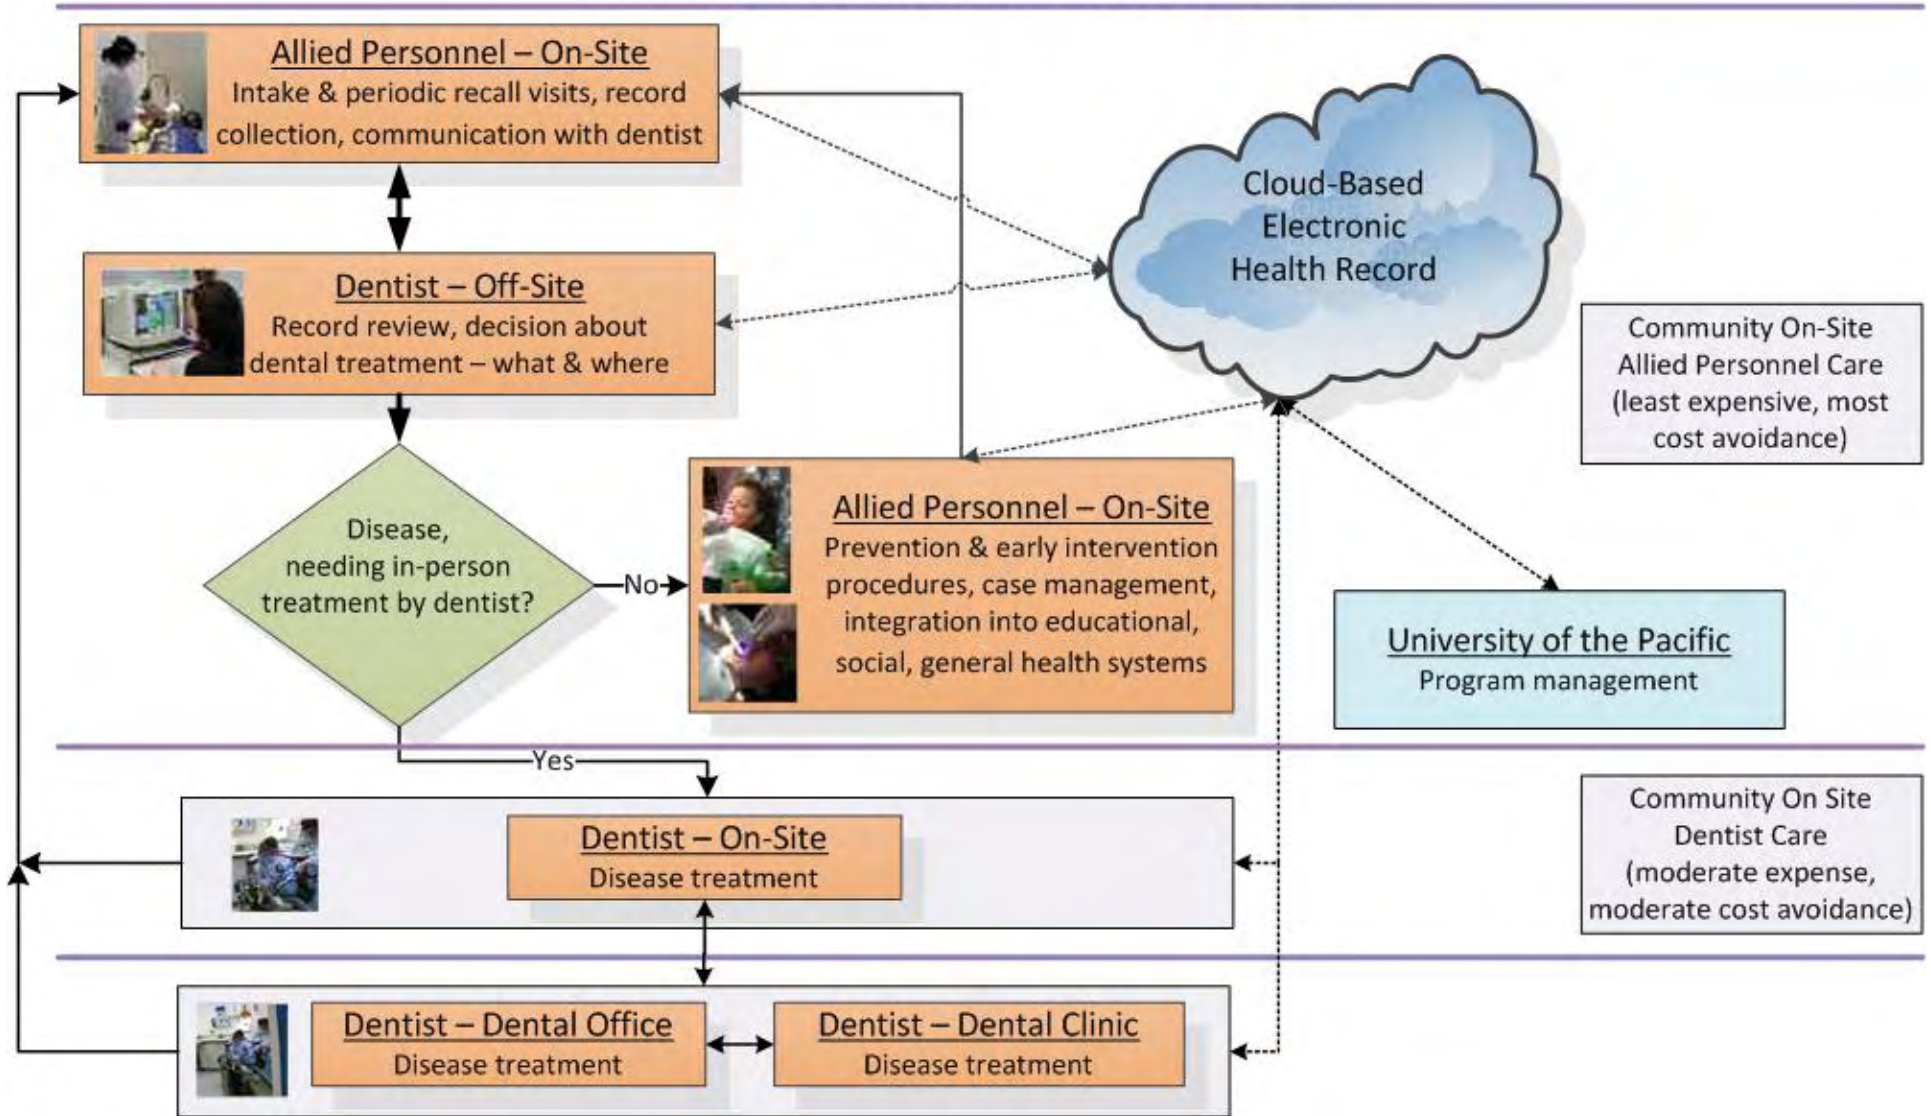 Allied Personnel – On-Site
Intake & periodic recall visits, record
collection, communication with dentist
Cloud-Based
Electronic
Health Record
Dentist – Off-Site
Record review, decision about
dental treatment – what & where
Community On-Site
Allied Personnel Care
(least expensive, most
cost avoidance)
Disease,
needing in-person
treatment by dentist?
No
Allied Personnel – On-Site
Prevention & early intervention
procedures, case management,
integration into educational,
social, general health systems
University of the Pacific
Program management
Yes
Dentist – On-Site
Disease treatment
Community On Site
Dentist Care
(moderate expense,
moderate cost avoidance)
Dentist – Dental Office
Disease treatment
Dentist – Dental Clinic
Disease treatment